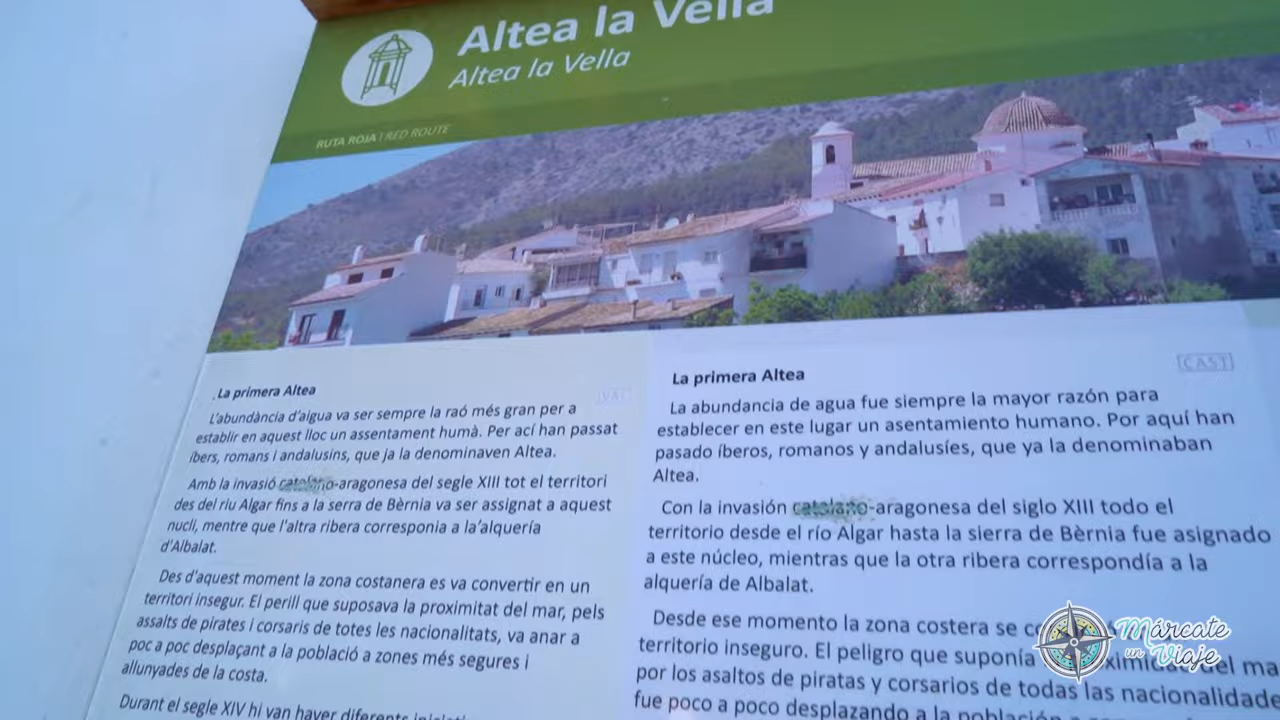 Altea la Vella
Altea la Vella
RUTA ROJA | RED ROUTE
VAL
La primera Altea
L'abundància d'aigua va ser sempre la raó més gran per a
establir en aquest lloc un assentament humà. Per ací han passat
íbers, romans i andalusins, que ja la denominaven Altea.
Amb la invasió catalano-aragonesa del segle XIII tot el territori
des del riu Algar fins a la serra de Bèrnia va ser assignat a aquest
nucli, mentre que l'altra ribera corresponia a la'alquería
d'Albalat.
Des d'aquest moment la zona costanera es va convertir en un
territori insegur. El perill que suposava la proximitat del mar, pels
assalts de pirates i corsaris de totes les nacionalitats, va anar a
poc a poc desplaçant a la població a zones més segures i
allunyades de la costa.
Durant el segle XIV hi van haver diferents
CAST
La primera Altea
La abundancia de agua fue siempre la mayor razón para
establecer en este lugar un asentamiento humano. Por aquí han
pasado íberos, romanos y andalusíes, que ya la denominaban
Altea.
Con la invasión catalano-aragonesa del siglo XIII todo el
territorio desde el río Algar hasta la sierra de Bèrnia fue asignado
a este núcleo, mientras que la otra ribera correspondía a la
alquería de Albalat.
Desde ese momento la zona costera se
territorio inseguro. El peligro que suponía del
por los asaltos de piratas y corsarios de todas las
fue poco a poco desplazando a la población a
Márcate
un Viaje